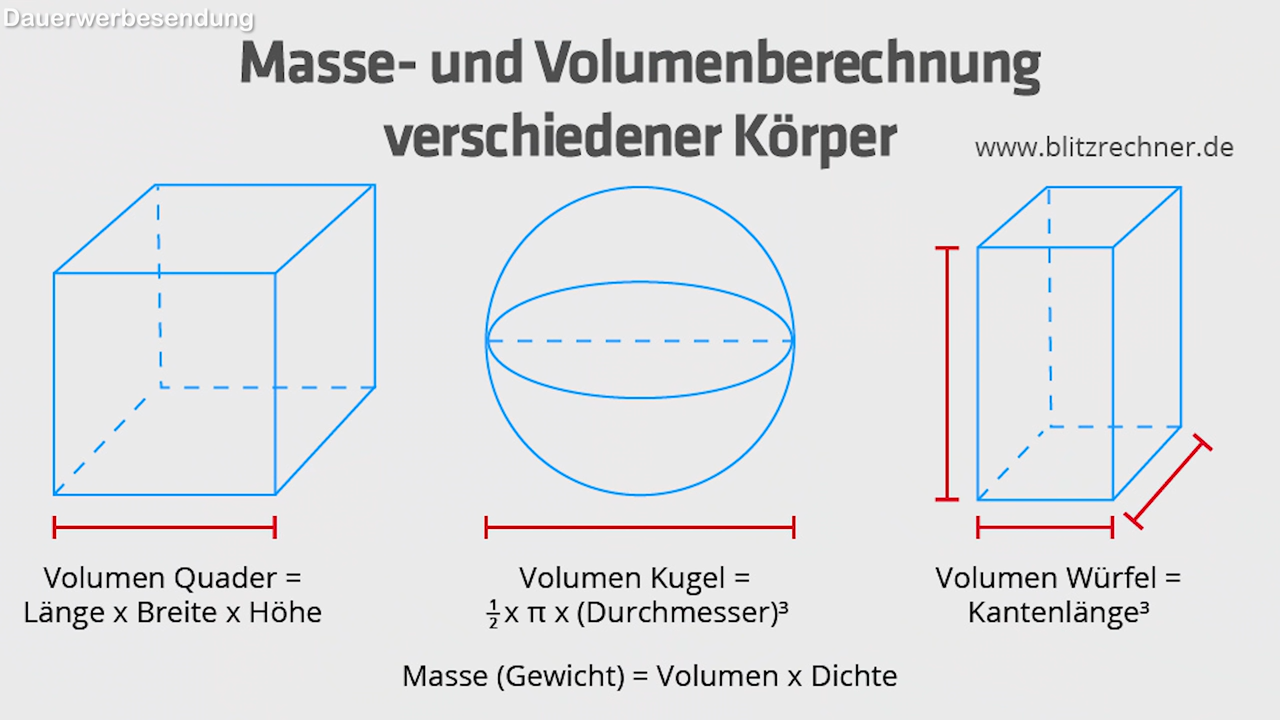 Dauerwerbesendung
Masse- und Volumenberechnung
verschiedener Körper
www.blitzrechner.de
Volumen Quader =
Länge x Breite x Höhe
Volumen Kugel =
½ x π x (Durchmesser)³
Volumen Würfel =
Kantenlänge³
Masse (Gewicht) = Volumen x Dichte